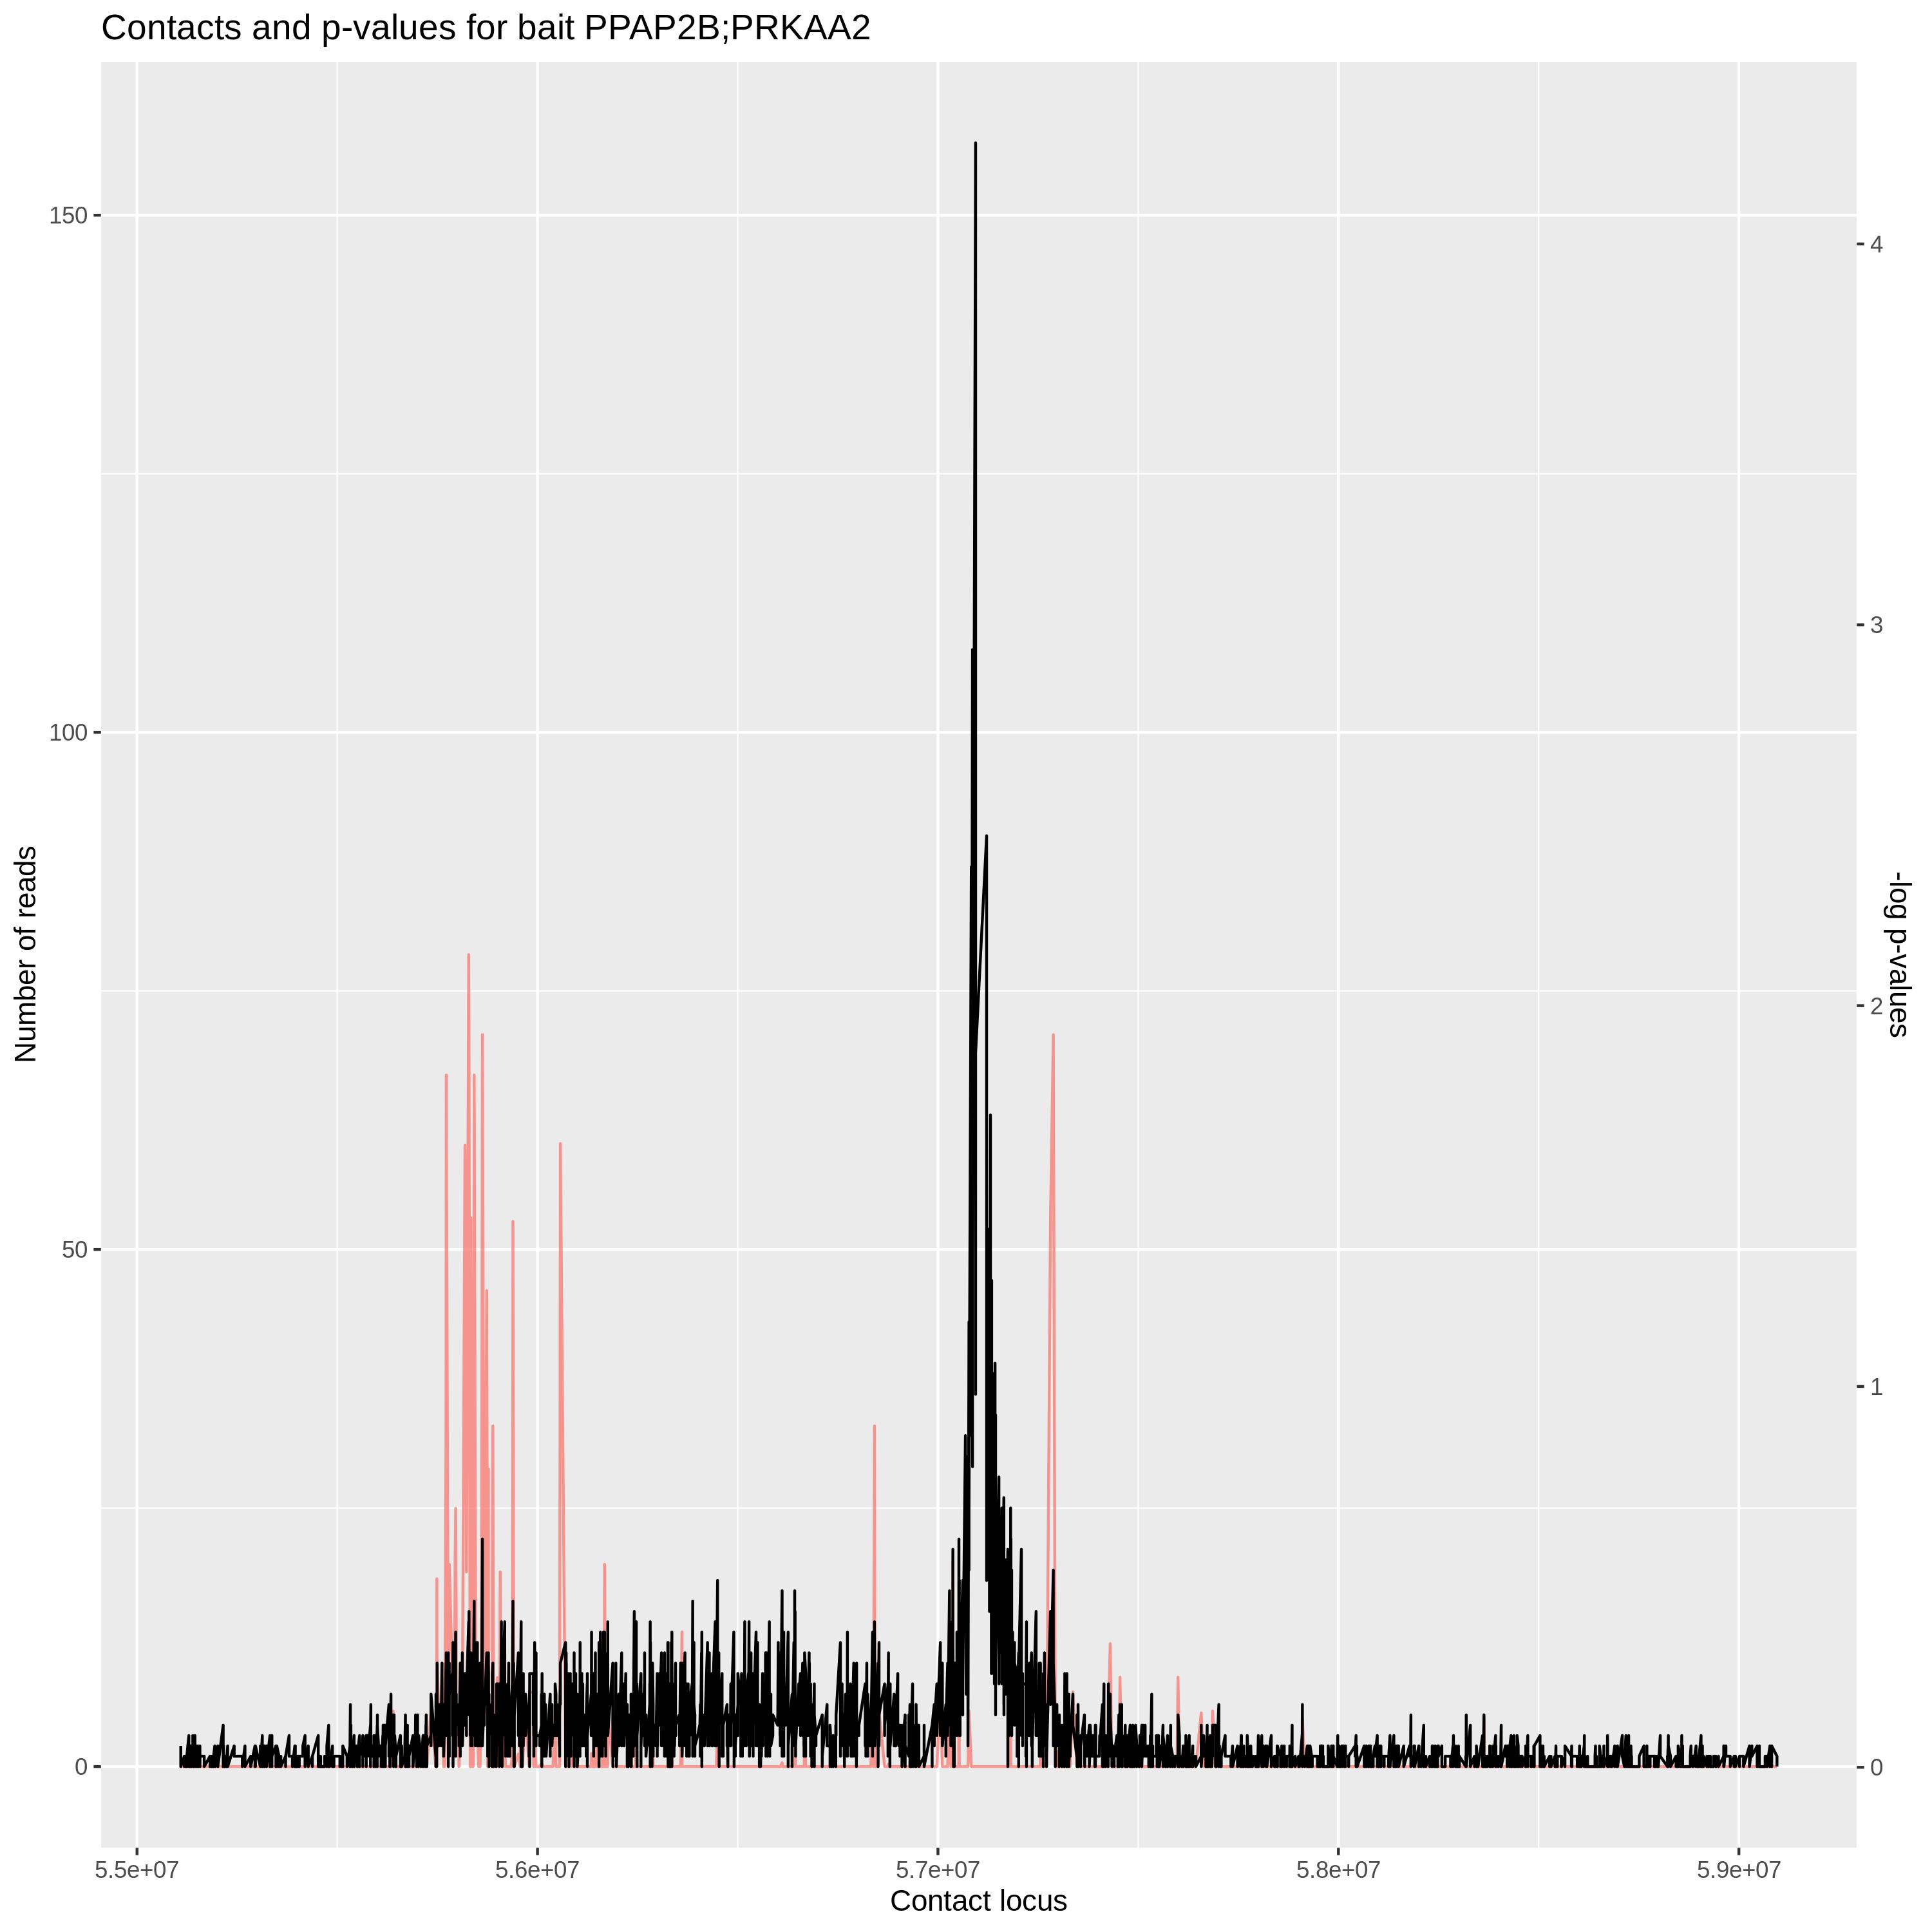 Contacts and p-values for bait PPAP2B;PRKAA2
150
100
50
0
Number of reads
4
3
2
1
0
-log p-values
5.5e+07 5.6e+07 5.7e+07 5.8e+07 5.9e+07
Contact locus